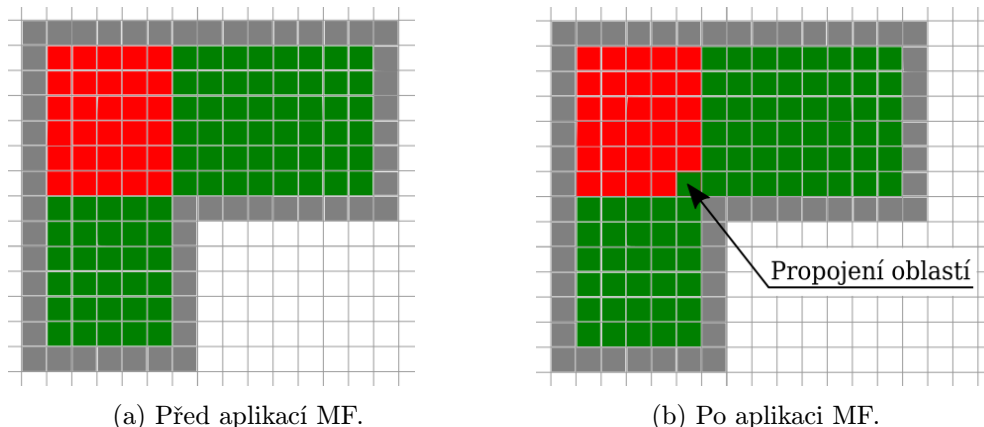 Propojení oblastí
(a) Před aplikací MF.
(b) Po aplikaci MF.